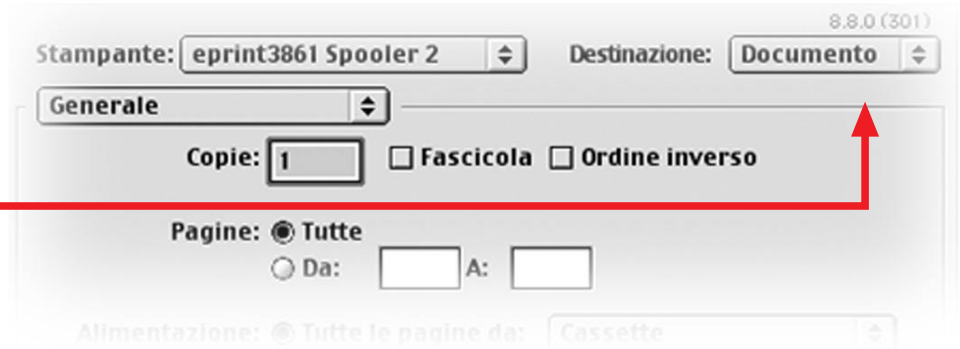 8.8.0 (301)
Stampante: eprint3861 Spooler 2 Destinazione: Documento
Generale
Copie: 1 Fascicola Ordine inverso
Pagine: Tutte
Da: A:
Alimentazione: Tutte le pagine da: Cassette